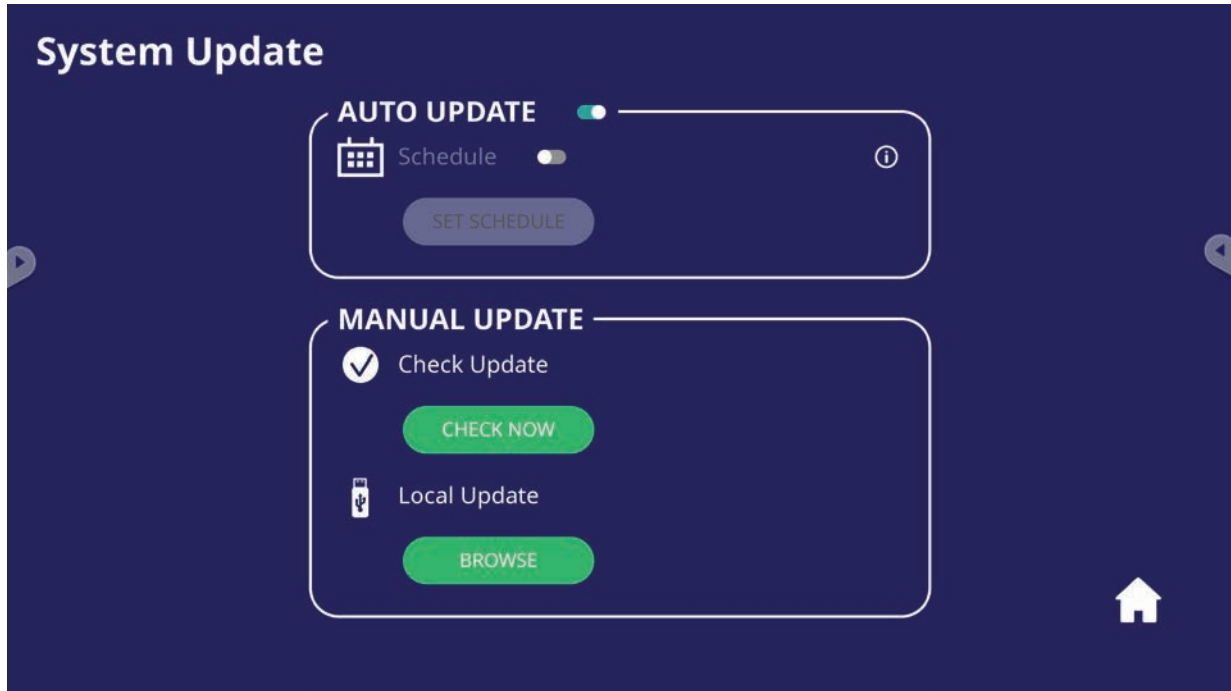 System Update
AUTO UPDATE
Schedule
SET SCHEDULE
MANUAL UPDATE
Check Update
CHECK NOW
Local Update
BROWSE